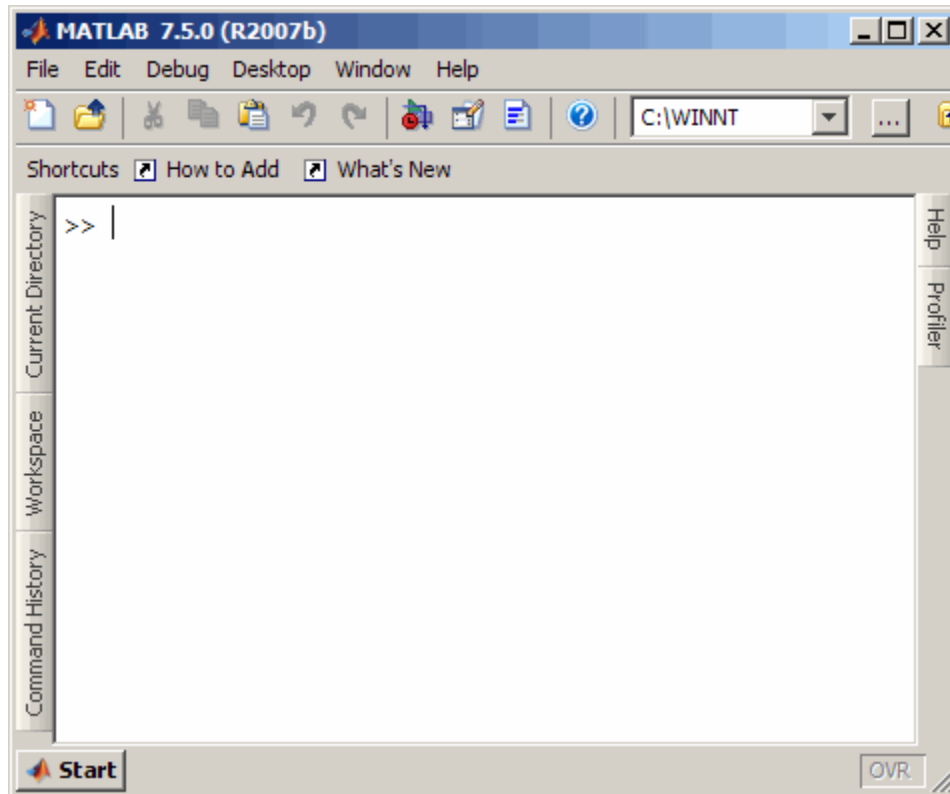 MATLAB 7.5.0 (R2007b)
File Edit Debug Desktop Window Help
C:\WINNT ...
Shortcuts How to Add What's New
Current Directory
Workspace
Command History
>>
Help
Profiler
Start
OVR